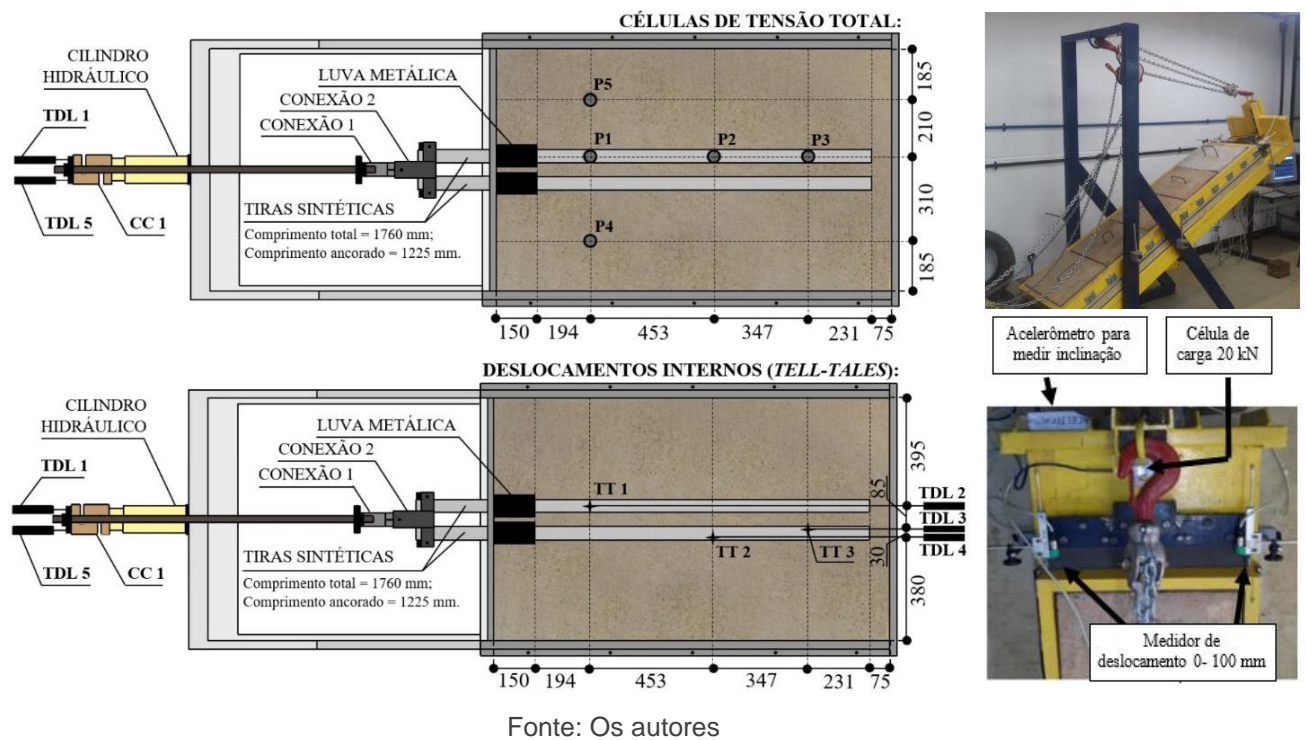 CÉLULAS DE TENSÃO TOTAL:
CILINDRO
HIDRÁULICO
TDL 1
TDL 5
CC 1
LUVA METÁLICA
CONEXÃO 2
CONEXÃO 1
TIRAS SINTÉTICAS
Comprimento total = 1760 mm;
Comprimento ancorado = 1225 mm.
P5
P1
P2
P3
P4
185
210
310
185
150
194
453
347
231
75
DESLOCAMENTOS INTERNOS (TELL-TALES):
CILINDRO
HIDRÁULICO
TDL 1
TDL 5
CC 1
LUVA METÁLICA
CONEXÃO 2
CONEXÃO 1
TIRAS SINTÉTICAS
Comprimento total = 1760 mm;
Comprimento ancorado = 1225 mm.
TT 1
TT 2
TT 3
395
85
30
380
TDL 2
TDL 3
TDL 4
150
194
453
347
231
75
Acelerômetro para
medir inclinação
Célula de
carga 20 kN
Medidor de
deslocamento 0- 100 mm
Fonte: Os autores